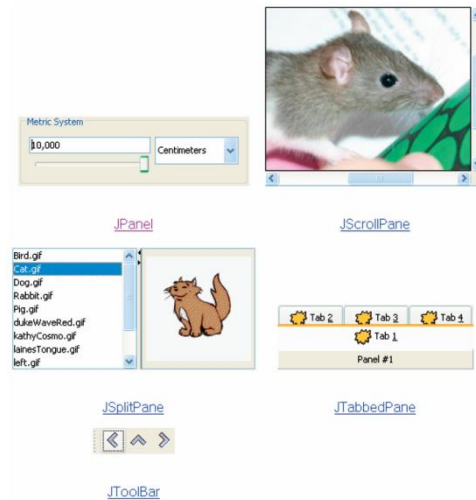 Metric System
10,000
Centimeters
JPanel
JScrollPane
Bird.gif
Cat.gif
Dog.gif
Rabbit.gif
Pig.gif
dukeWaveRed.gif
kathyCosmo.gif
lainesTongue.gif
left.gif
JSplitPane
Tab 2 Tab 3 Tab 4
Tab 1
Panel #1
JTabbedPane
JToolBar